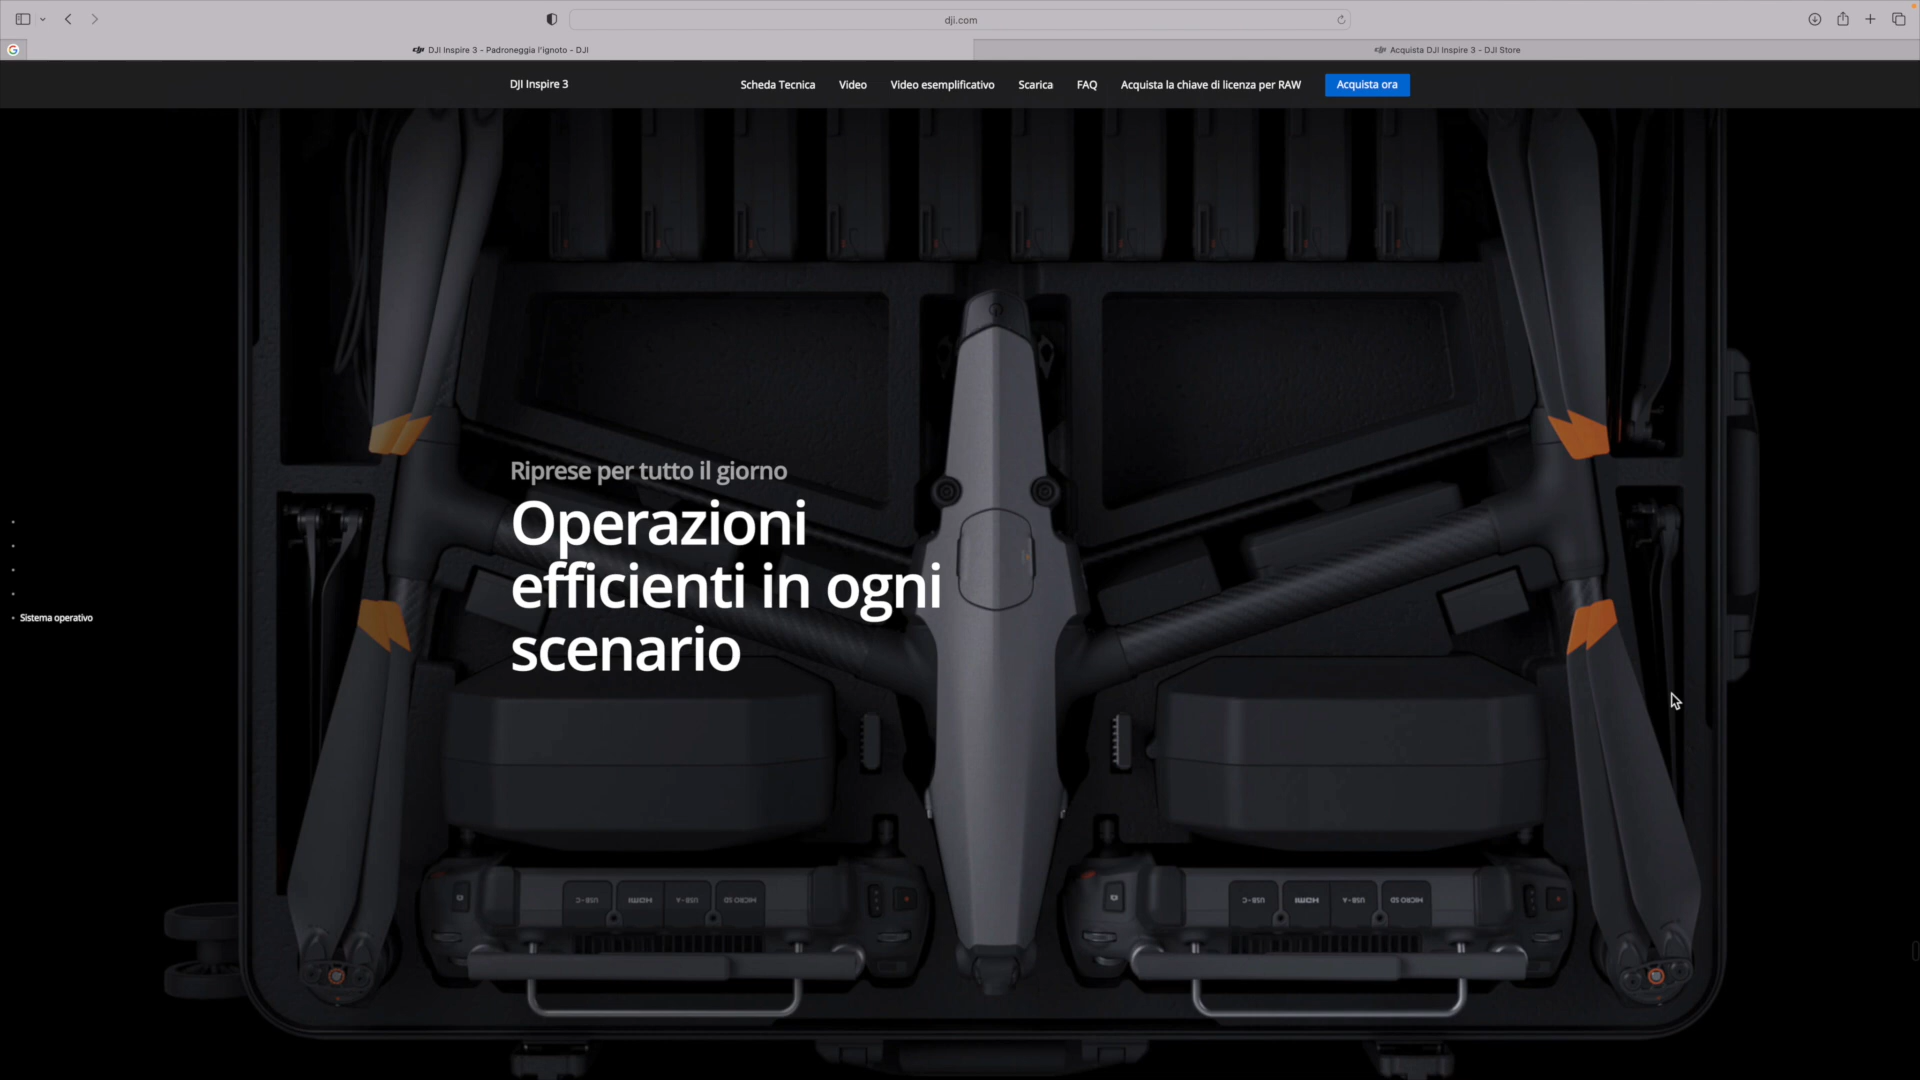 dji.com
DJI Inspire 3 - Padroneggia l'ignoto - DJI
Acquista DJI Inspire 3 - DJI Store
DJI Inspire 3
Scheda Tecnica
Video
Video esemplificativo
Scarica
FAQ
Acquista la chiave di licenza per RAW
Acquista ora
Riprese per tutto il giorno
Operazioni
efficienti in ogni
scenario
Sistema operativo
USB-C HDMI USB-A MICRO SD
USB-C HDMI USB-A MICRO SD